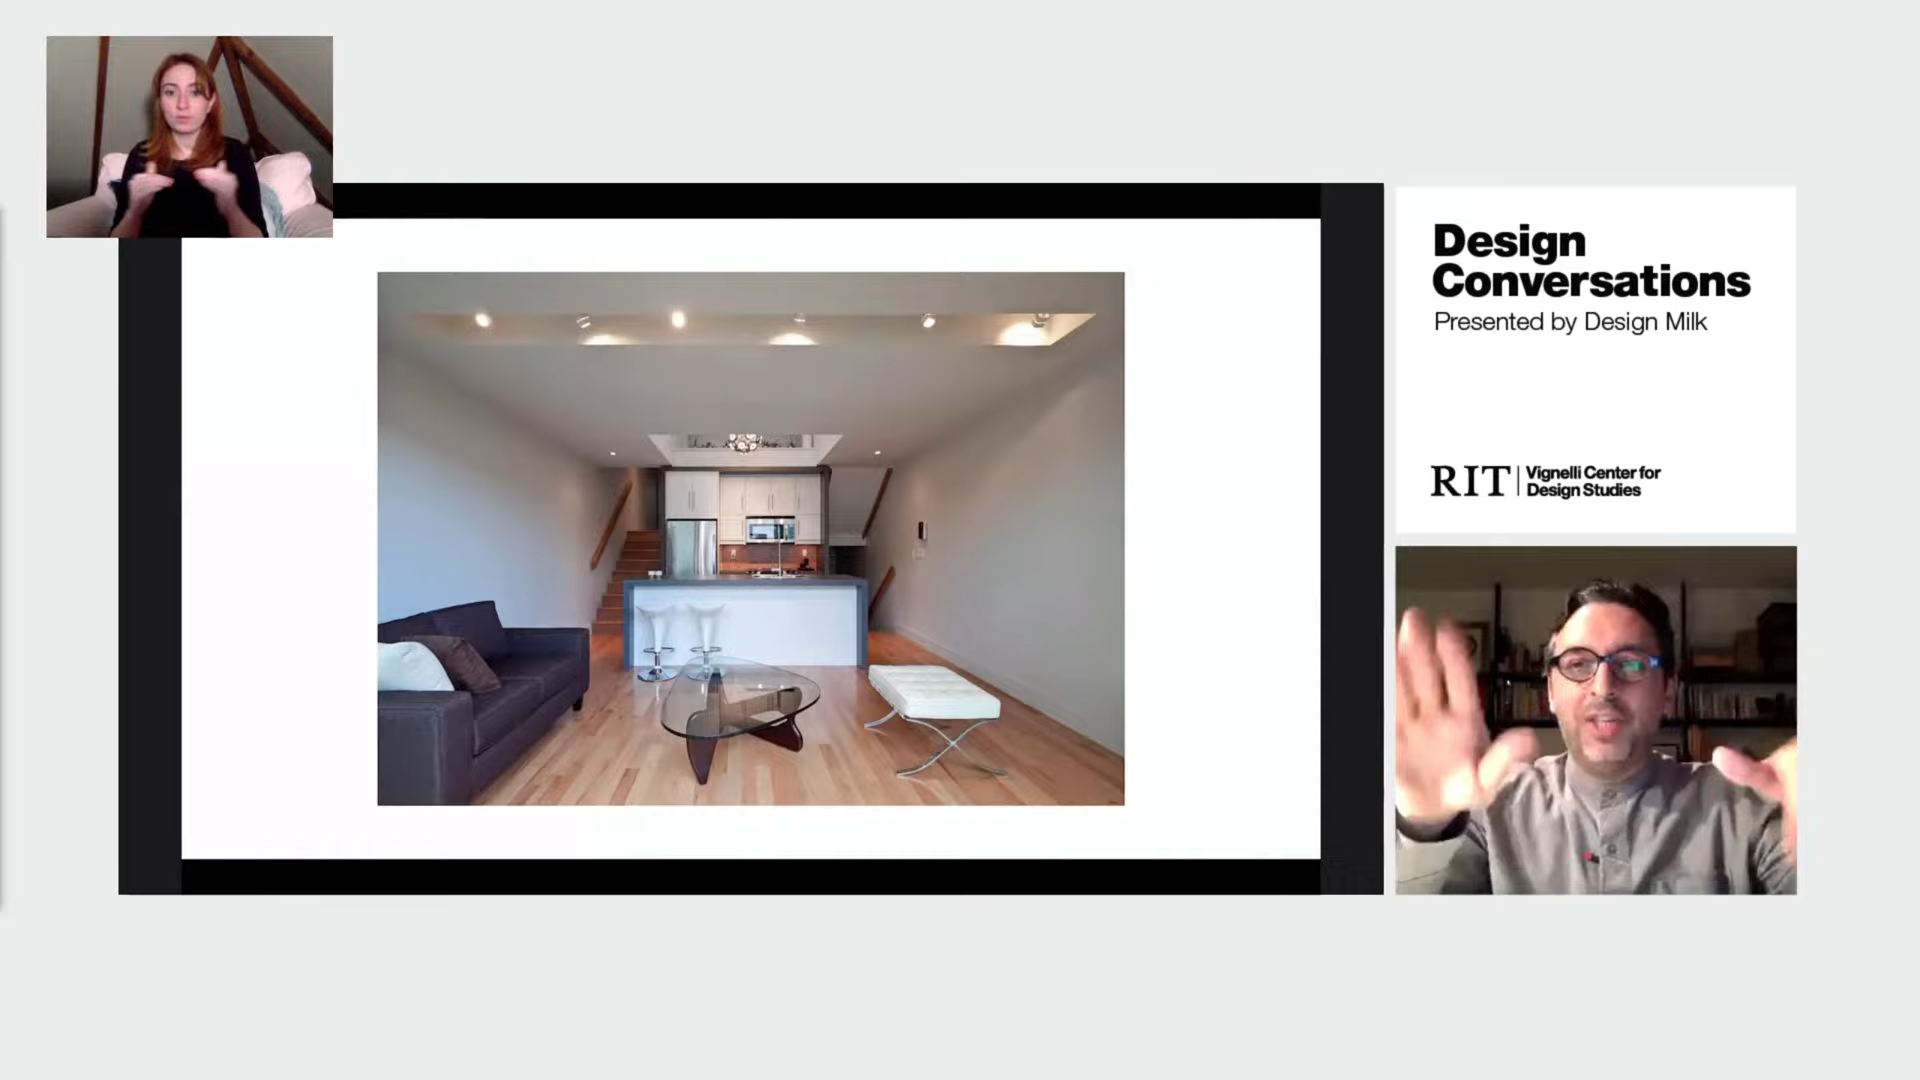 Design
Conversations
Presented by Design Milk
RIT
Vignelli Center for
Design Studies